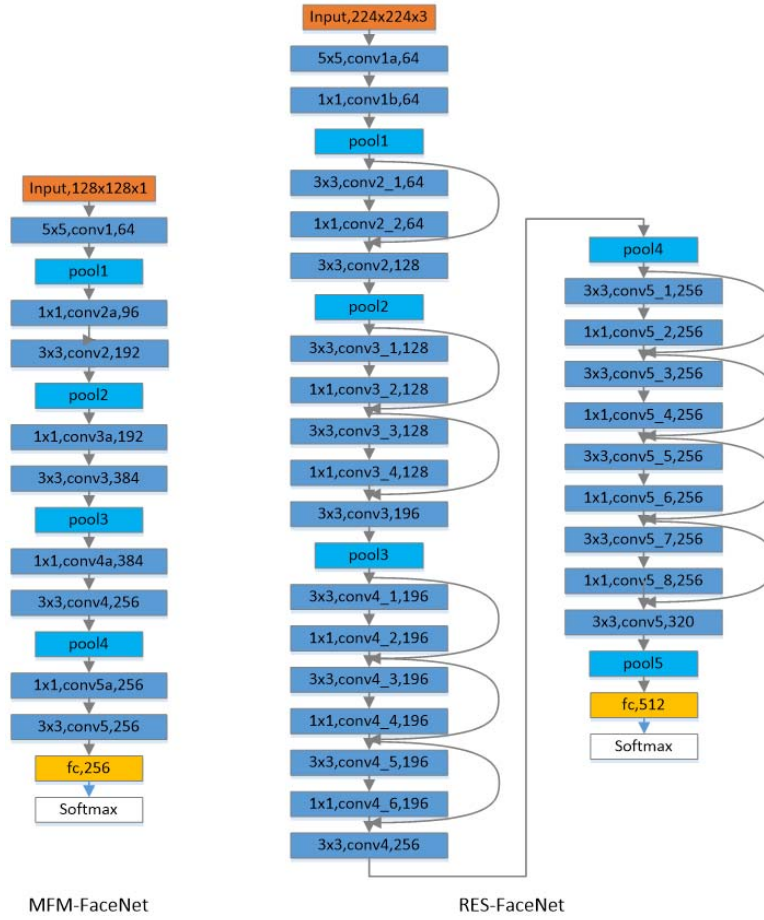 Input,128x128x1
5x5,conv1,64
pool1
1x1,conv2a,96
3x3,conv2,192
pool2
1x1,conv3a,192
3x3,conv3,384
pool3
1x1,conv4a,384
3x3,conv4,256
pool4
1x1,conv5a,256
3x3,conv5,256
fc,256
Softmax
MFM-FaceNet
Input,224x224x3
5x5,conv1a,64
1x1,conv1b,64
pool1
3x3,conv2_1,64
1x1,conv2_2,64
3x3,conv2,128
pool2
3x3,conv3_1,128
1x1,conv3_2,128
3x3,conv3_3,128
1x1,conv3_4,128
3x3,conv3,196
pool3
3x3,conv4_1,196
1x1,conv4_2,196
3x3,conv4_3,196
1x1,conv4_4,196
3x3,conv4_5,196
1x1,conv4_6,196
3x3,conv4,256
pool4
3x3,conv5_1,256
1x1,conv5_2,256
3x3,conv5_3,256
1x1,conv5_4,256
3x3,conv5_5,256
1x1,conv5_6,256
3x3,conv5_7,256
1x1,conv5_8,256
3x3,conv5,320
pool5
fc,512
Softmax
RES-FaceNet